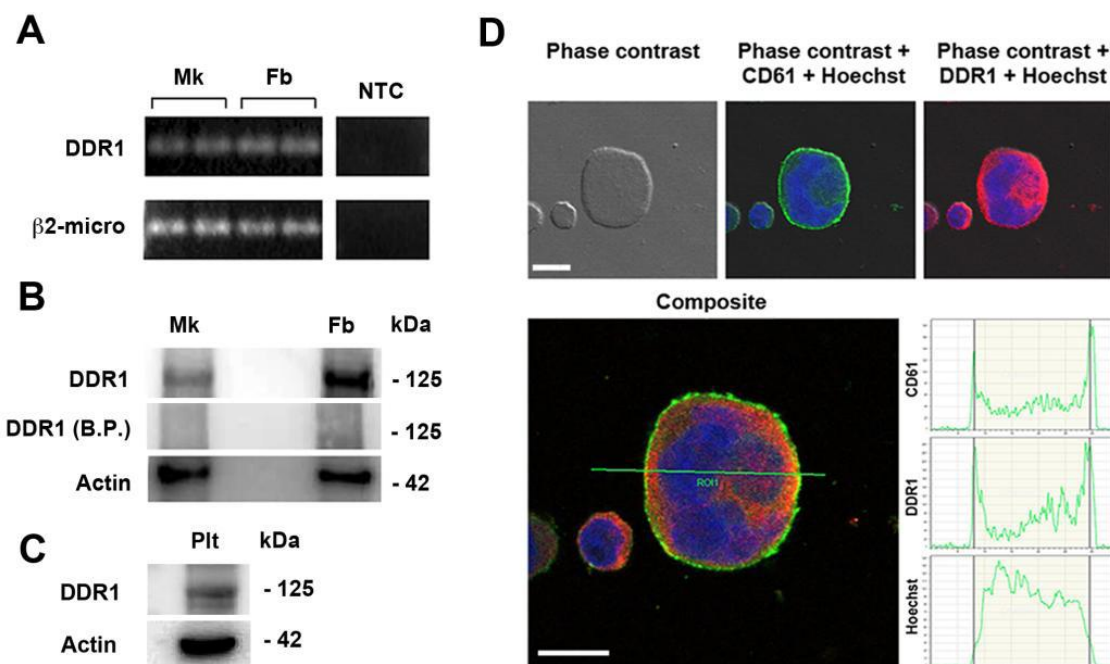 A
Mk Fb NTC
DDR1
β2-micro
B
Mk Fb kDa
DDR1 - 125
DDR1 (B.P.) - 125
Actin - 42
C
Plt kDa
DDR1 - 125
Actin - 42
D
Phase contrast
Phase contrast +
CD61 + Hoechst
Phase contrast +
DDR1 + Hoechst
Composite
ROI1
CD61
DDR1
Hoechst